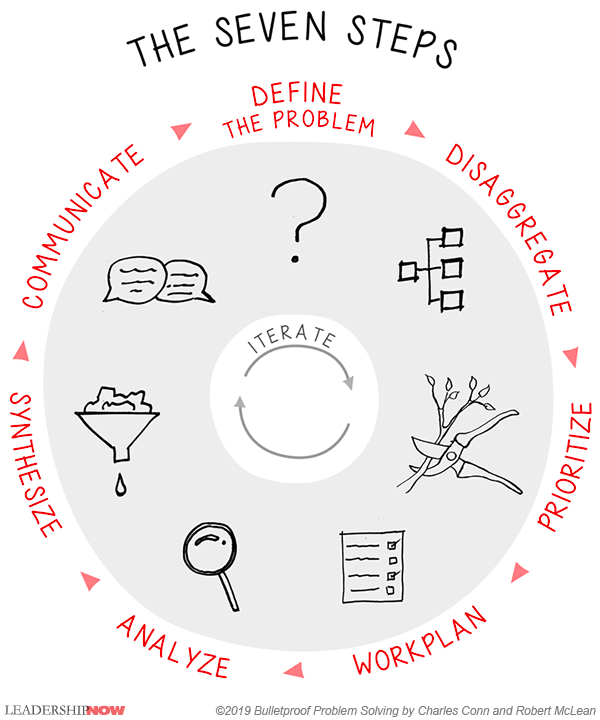 THE SEVEN STEPS
DEFINE
THE PROBLEM
DISAGGREGATE
PRIORITIZE
WORKPLAN
ANALYZE
SYNTHESIZE
COMMUNICATE
ITERATE
LEADERSHIPNOW
©2019 Bulletproof Problem Solving by Charles Conn and Robert McLean